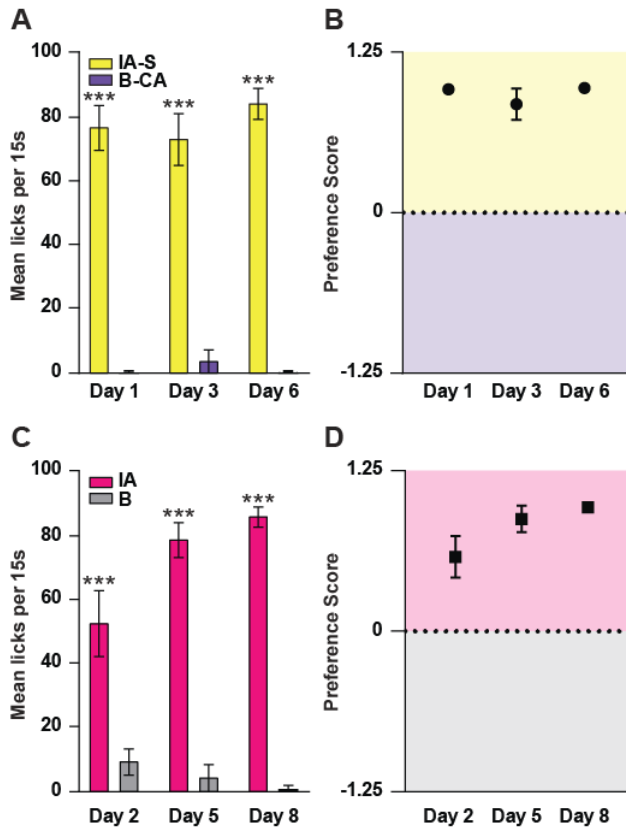 A
IA-S
B-CA
Mean licks per 15s
100
80
60
40
20
0
***
***
***
Day 1
Day 3
Day 6
B
Preference Score
1.25
0
-1.25
Day 1
Day 3
Day 6
C
IA
B
Mean licks per 15s
100
80
60
40
20
0
***
***
***
Day 2
Day 5
Day 8
D
Preference Score
1.25
0
-1.25
Day 2
Day 5
Day 8